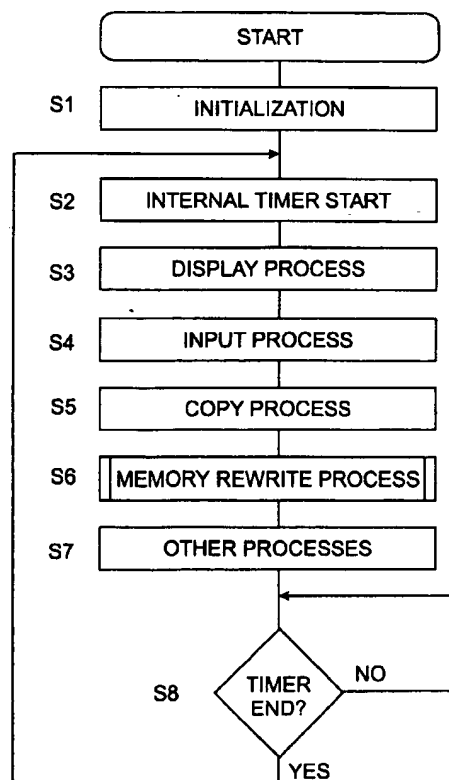 START
S1 INITIALIZATION
S2 INTERNAL TIMER START
S3 DISPLAY PROCESS
S4 INPUT PROCESS
S5 COPY PROCESS
S6 MEMORY REWRITE PROCESS
S7 OTHER PROCESSES
S8 TIMER END? NO
YES